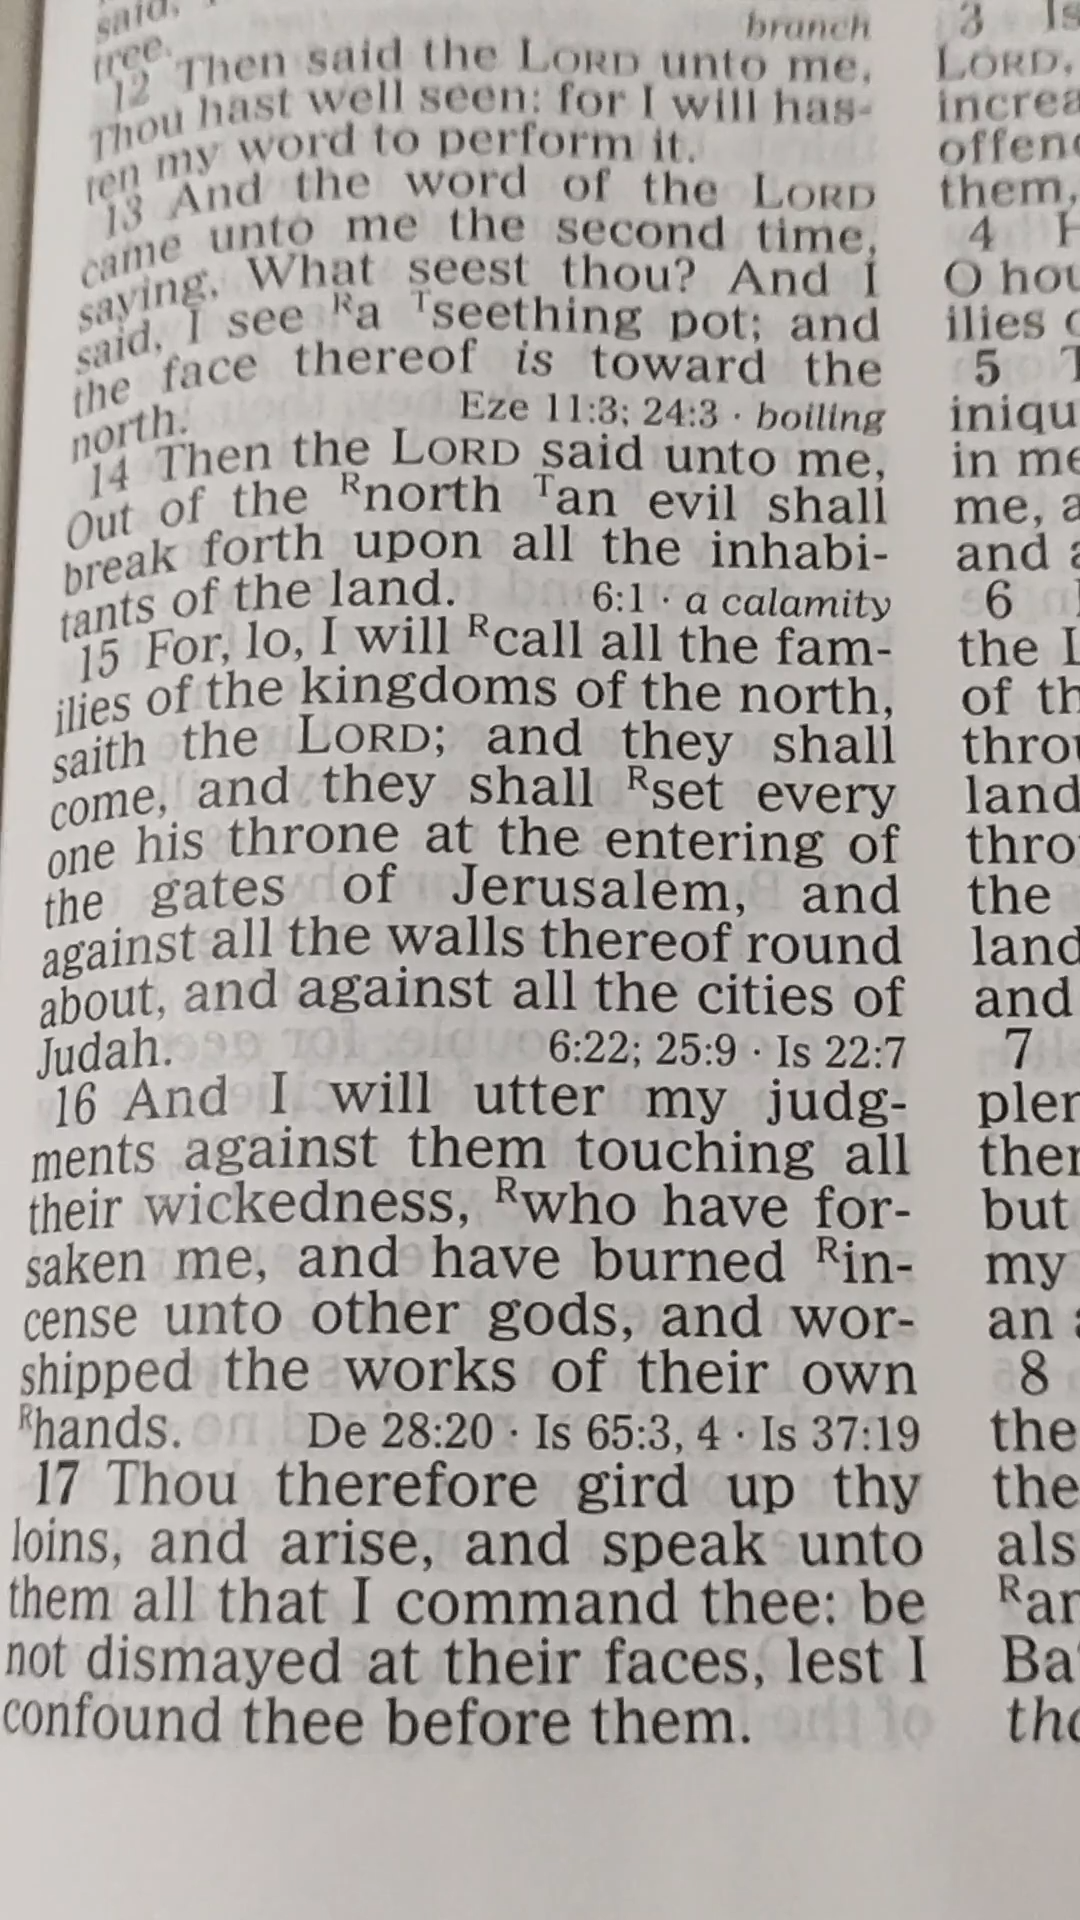 said,
tree.
branch
12 Then said the LORD unto me,
Thou hast well seen: for I will has-
ten my word to perform it.
13 And the word of the LORD
came unto me the second time,
saying, What seest thou? And I
said, I see ᴿa ᵀseething pot; and
the face thereof is toward the
north. Eze 11:3; 24:3 · boiling
14 Then the LORD said unto me,
Out of the ᴿnorth ᵀan evil shall
break forth upon all the inhabi-
tants of the land. 6:1 · a calamity
15 For, lo, I will ᴿcall all the fam-
ilies of the kingdoms of the north,
saith the LORD; and they shall
come, and they shall ᴿset every
one his throne at the entering of
the gates of Jerusalem, and
against all the walls thereof round
about, and against all the cities of
Judah. 6:22; 25:9 · Is 22:7
16 And I will utter my judg-
ments against them touching all
their wickedness, ᴿwho have for-
saken me, and have burned ᴿin-
cense unto other gods, and wor-
shipped the works of their own
ᴿhands. De 28:20 · Is 65:3, 4 · Is 37:19
17 Thou therefore gird up thy
loins, and arise, and speak unto
them all that I command thee: be
not dismayed at their faces, lest I
confound thee before them.
3 Is
LORD,
increa
offen
them,
4 H
O hou
ilies
5
iniqu
in me
me, a
and a
6
the L
of th
throu
land
thro
the
land
and
7
plen
ther
but
my
an a
8
the
the
als
ᴿar
Ba
tho